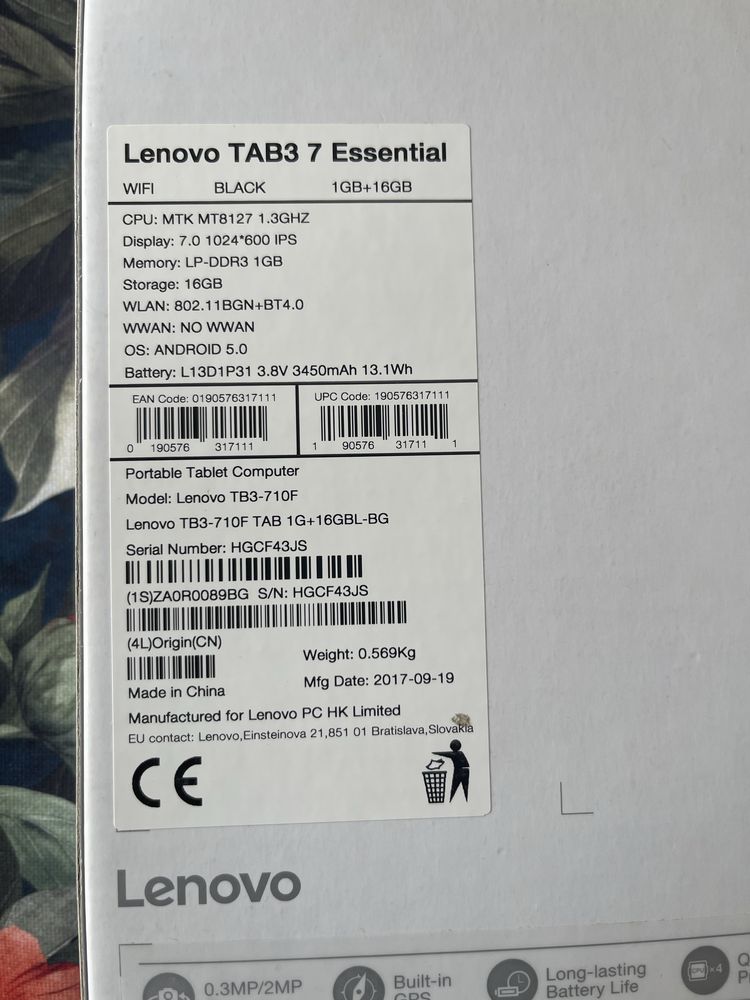 Lenovo TAB3 7 Essential
WIFI BLACK 1GB+16GB
CPU: MTK MT8127 1.3GHZ
Display: 7.0 1024*600 IPS
Memory: LP-DDR3 1GB
Storage: 16GB
WLAN: 802.11BGN+BT4.0
WWAN: NO WWAN
OS: ANDROID 5.0
Battery: L13D1P31 3.8V 3450mAh 13.1Wh
EAN Code: 0190576317111
0 190576 317111
UPC Code: 190576317111
1 90576 31711 1
Portable Tablet Computer
Model: Lenovo TB3-710F
Lenovo TB3-710F TAB 1G+16GBL-BG
Serial Number: HGCF43JS
(1S)ZA0R0089BG S/N: HGCF43JS
(4L)Origin(CN)
Weight: 0.569Kg
Made in China
Mfg Date: 2017-09-19
Manufactured for Lenovo PC HK Limited
EU contact: Lenovo,Einsteinova 21,851 01 Bratislava,Slovakia
CE
Lenovo
0.3MP/2MP
Built-in
GPS
Long-lasting
Battery Life
CPU ×4